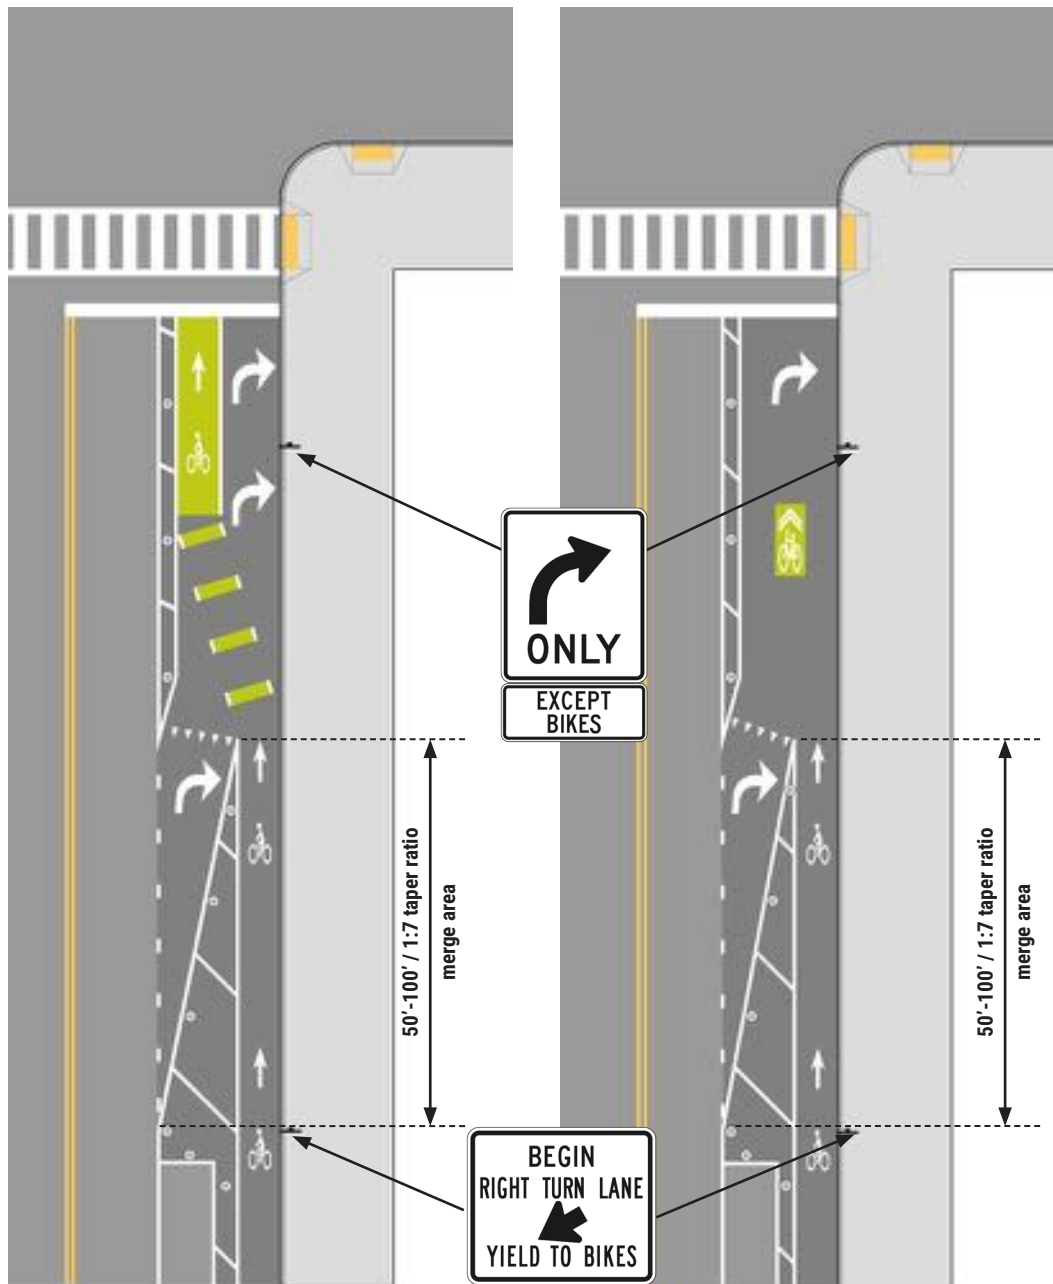 ONLY
EXCEPT
BIKES
50'-100' / 1:7 taper ratio
merge area
50'-100' / 1:7 taper ratio
merge area
BEGIN
RIGHT TURN LANE
YIELD TO BIKES